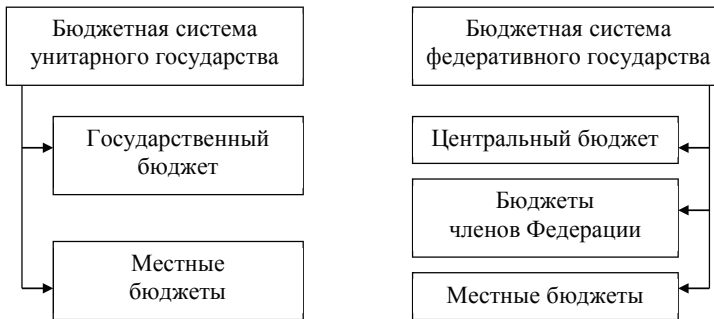 Бюджетная система
унитарного государства
Государственный
бюджет
Местные
бюджеты
Бюджетная система
федеративного государства
Центральный бюджет
Бюджеты
членов Федерации
Местные бюджеты